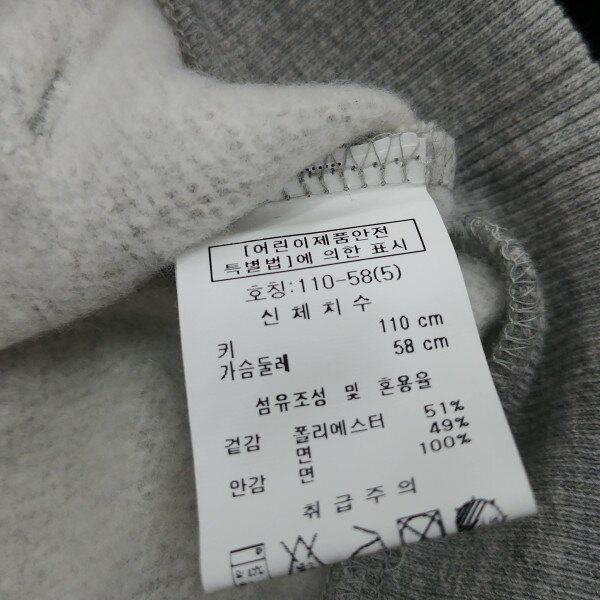 [어린이제품안전
특별법]에 의한 표시
호칭:110-58(5)
신체치수
키 110 cm
가슴둘레 58 cm
섬유조성 및 혼용율
겉감 폴리에스터 51%
면 49%
안감 면 100%
취급주의